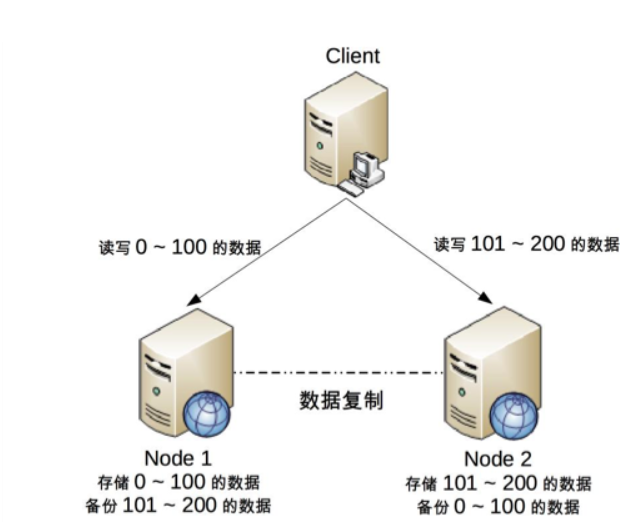 Client
读写 0 ~ 100 的数据
读写 101 ~ 200 的数据
数据复制
Node 1
存储 0 ~ 100 的数据
备份 101 ~ 200 的数据
Node 2
存储 101 ~ 200 的数据
备份 0 ~ 100 的数据